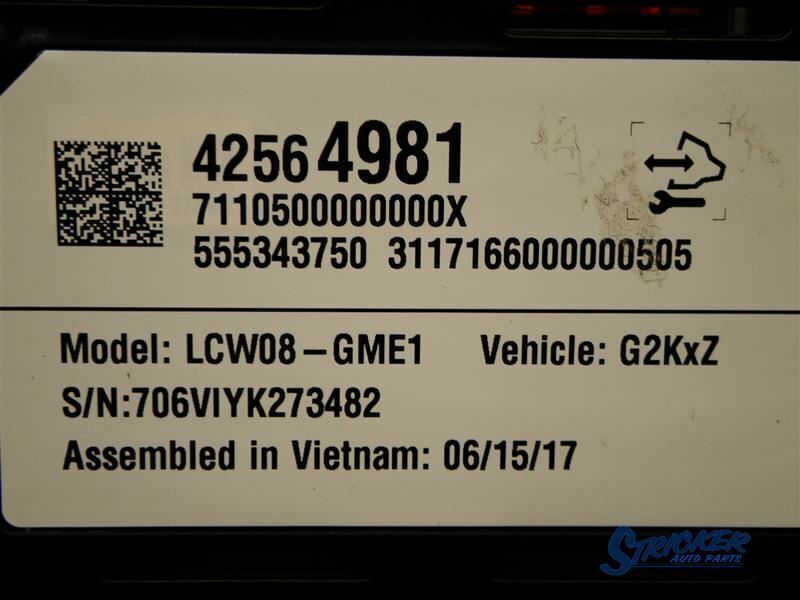 42564981
7110500000000X
555343750 3117166000000505
Model: LCW08-GME1 Vehicle: G2KxZ
S/N:706VIYK273482
Assembled in Vietnam: 06/15/17
STRICKER
AUTO PARTS